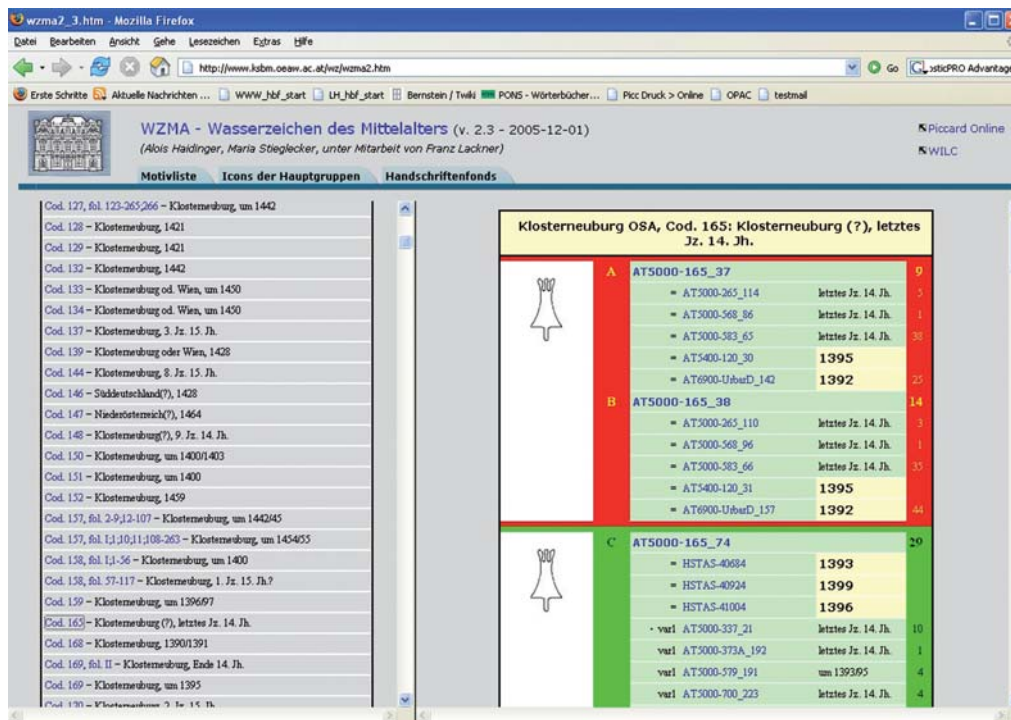 wzma2_3.htm - Mozilla Firefox
Datei Bearbeiten Ansicht Gehe Lesezeichen Extras Hilfe
http://www.ksbm.oeaw.ac.at/wz/wzma2.htm Go
Erste Schritte Aktuelle Nachrichten ... WWW_hbf_start LH_hbf_start Bernstein / Twiki PONS - Wörterbücher... Picc Druck > Online OPAC testmail
WZMA - Wasserzeichen des Mittelalters (v. 2.3 - 2005-12-01)
(Alois Haidinger, Maria Stieglecker, unter Mitarbeit von Franz Lackner)
Piccard Online
WILC
Motivliste Icons der Hauptgruppen Handschriftenfonds
Cod. 127, fol. 123-265;266 – Klosterneuburg, um 1442
Cod. 128 – Klosterneuburg, 1421
Cod. 129 – Klosterneuburg, 1421
Cod. 132 – Klosterneuburg, 1442
Cod. 133 – Klosterneuburg od. Wien, um 1450
Cod. 134 – Klosterneuburg od. Wien, um 1450
Cod. 137 – Klosterneuburg, 3. Jz. 15. Jh.
Cod. 139 – Klosterneuburg oder Wien, 1428
Cod. 144 – Klosterneuburg, 8. Jz. 15. Jh.
Cod. 146 – Süddeutschland(?), 1428
Cod. 147 – Niederösterreich(?), 1464
Cod. 148 – Klosterneuburg(?), 9. Jz. 14. Jh.
Cod. 150 – Klosterneuburg, um 1400/1403
Cod. 151 – Klosterneuburg, um 1400
Cod. 152 – Klosterneuburg, 1459
Cod. 157, fol. 2-9;12-107 – Klosterneuburg, um 1442/45
Cod. 157, fol. I;1;10;11;108-263 – Klosterneuburg, um 1454/55
Cod. 158, fol. I;1-56 – Klosterneuburg, um 1400
Cod. 158, fol. 57-117 – Klosterneuburg, 1. Jz. 15. Jh.?
Cod. 159 – Klosterneuburg, um 1396/97
Cod. 165 – Klosterneuburg (?), letztes Jz. 14. Jh.
Cod. 168 – Klosterneuburg, 1390/1391
Cod. 169, fol. II – Klosterneuburg, Ende 14. Jh.
Cod. 169 – Klosterneuburg, um 1395
Klosterneuburg OSA, Cod. 165: Klosterneuburg (?), letztes
Jz. 14. Jh.
A AT5000-165_37 9
= AT5000-265_114 letztes Jz. 14. Jh. 5
= AT5000-568_86 letztes Jz. 14. Jh. 1
= AT5000-583_65 letztes Jz. 14. Jh. 38
= AT5400-120_30 1395
= AT6900-UrbarD_142 1392 25
B AT5000-165_38 14
= AT5000-265_110 letztes Jz. 14. Jh. 3
= AT5000-568_96 letztes Jz. 14. Jh. 1
= AT5000-583_66 letztes Jz. 14. Jh. 35
= AT5400-120_31 1395
= AT6900-UrbarD_157 1392 44
C AT5000-165_74 29
= HSTAS-40684 1393
= HSTAS-40924 1399
= HSTAS-41004 1396
· var1 AT5000-337_21 letztes Jz. 14. Jh. 10
var1 AT5000-373A_192 letztes Jz. 14. Jh. 1
var1 AT5000-579_191 um 1393/95 4
var1 AT5000-700_223 letztes Jz. 14. Jh. 4